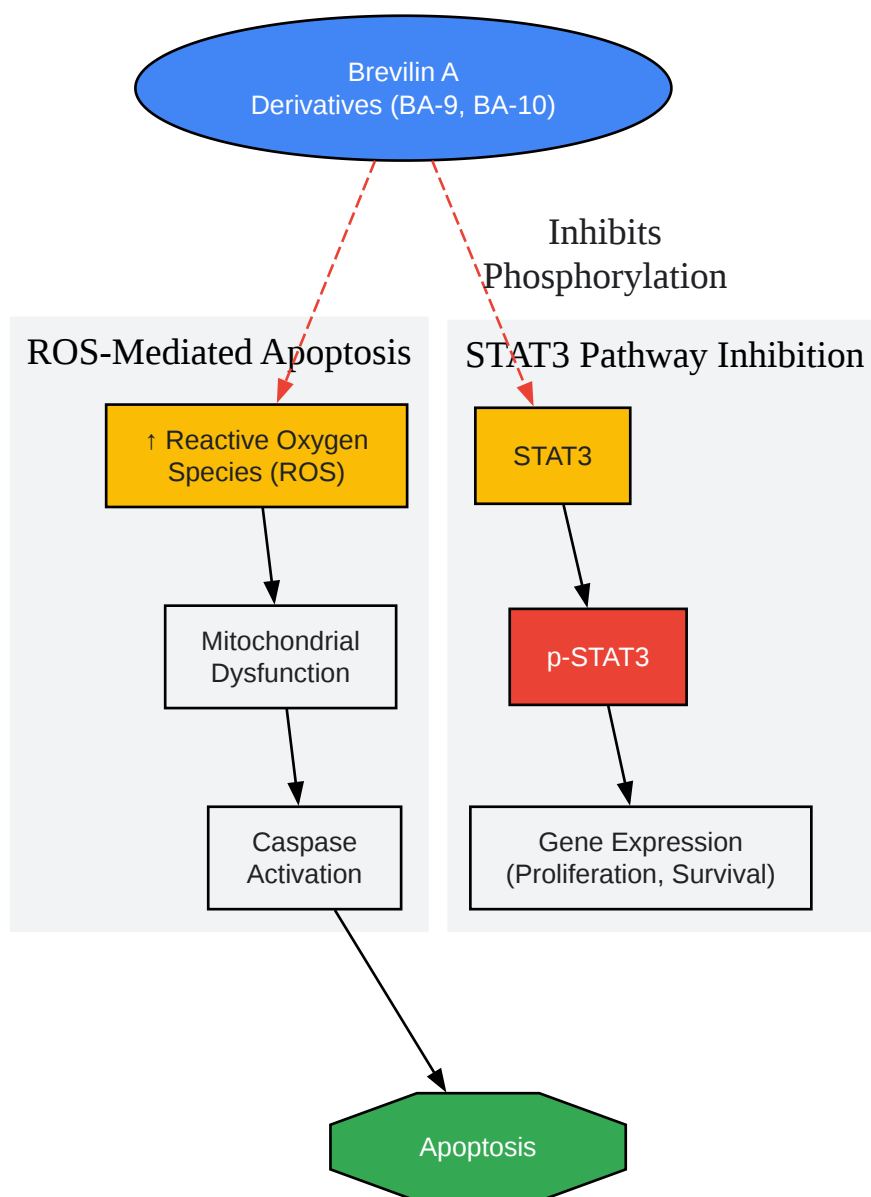 Brevilin A
Derivatives (BA-9, BA-10)
Inhibits
Phosphorylation
ROS-Mediated Apoptosis
↑ Reactive Oxygen
Species (ROS)
Mitochondrial
Dysfunction
Caspase
Activation
STAT3 Pathway Inhibition
STAT3
p-STAT3
Gene Expression
(Proliferation, Survival)
Apoptosis